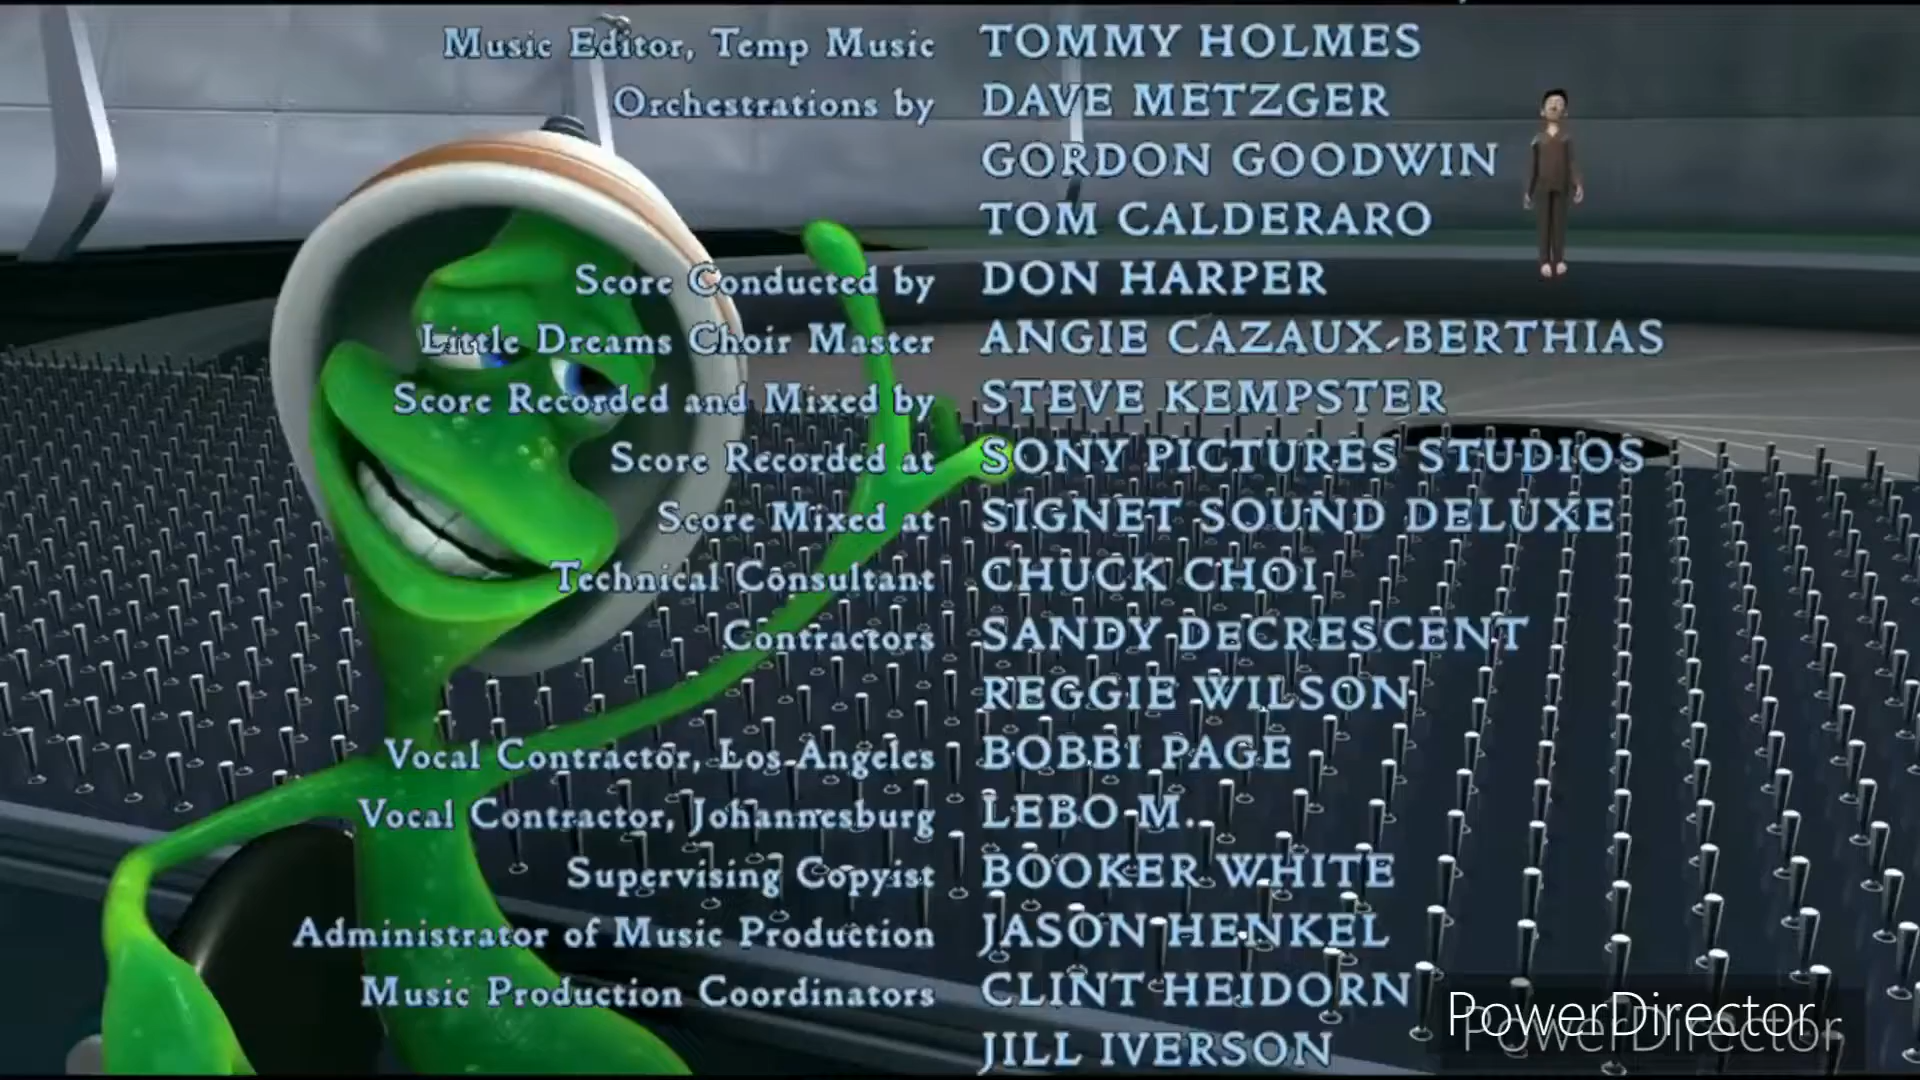 Music Editor, Temp Music TOMMY HOLMES
Orchestrations by DAVE METZGER
GORDON GOODWIN
TOM CALDERARO
Score Conducted by DON HARPER
Little Dreams Choir Master ANGIE CAZAUX-BERTHIAS
Score Recorded and Mixed by STEVE KEMPSTER
Score Recorded at SONY PICTURES STUDIOS
Score Mixed at SIGNET SOUND DELUXE
Technical Consultant CHUCK CHOI
Contractors SANDY DeCRESCENT
REGGIE WILSON
Vocal Contractor, Los Angeles BOBBI PAGE
Vocal Contractor, Johannesburg LEBO M.
Supervising Copyist BOOKER WHITE
Administrator of Music Production JASON HENKEL
Music Production Coordinators CLINT HEIDORN
JILL IVERSON
PowerDirector